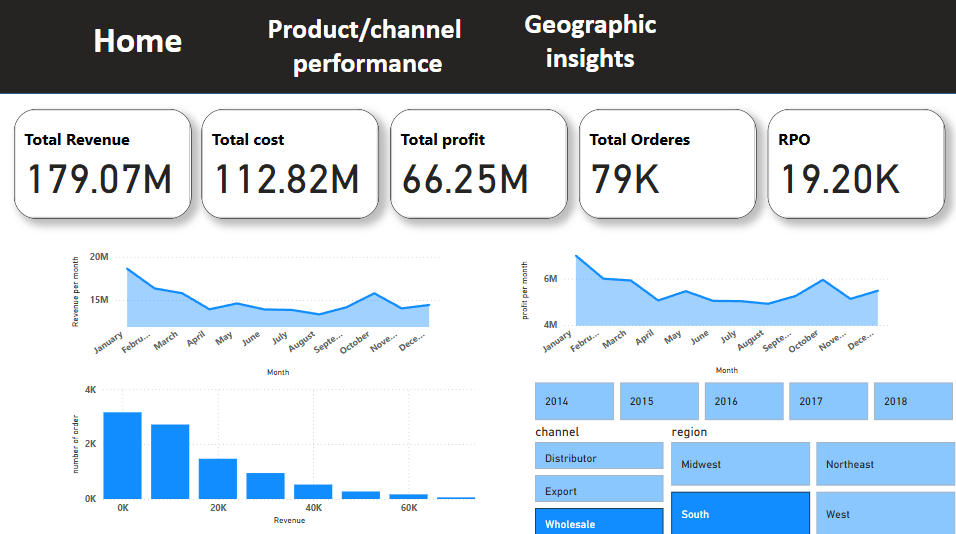 Home
Product/channel
performance
Geographic
insights
Total Revenue
179.07M
Total cost
112.82M
Total profit
66.25M
Total Orderes
79K
RPO
19.20K
Revenue per month
20M
15M
January
Febru...
March
April
May
June
July
August
Septe...
October
Nove...
Dece...
Month
profit per month
6M
4M
January
Febru...
March
April
May
June
July
August
Septe...
October
Nove...
Dece...
Month
number of order
4K
2K
0K
0K
20K
40K
60K
Revenue
2014
2015
2016
2017
2018
channel
Distributor
Export
Wholesale
region
Midwest
Northeast
South
West